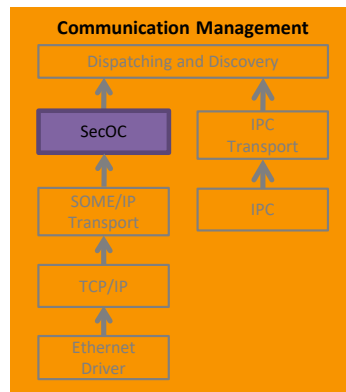 Communication Management
Dispatching and Discovery
SecOC
IPC
Transport
SOME/IP
Transport
IPC
TCP/IP
Ethernet
Driver